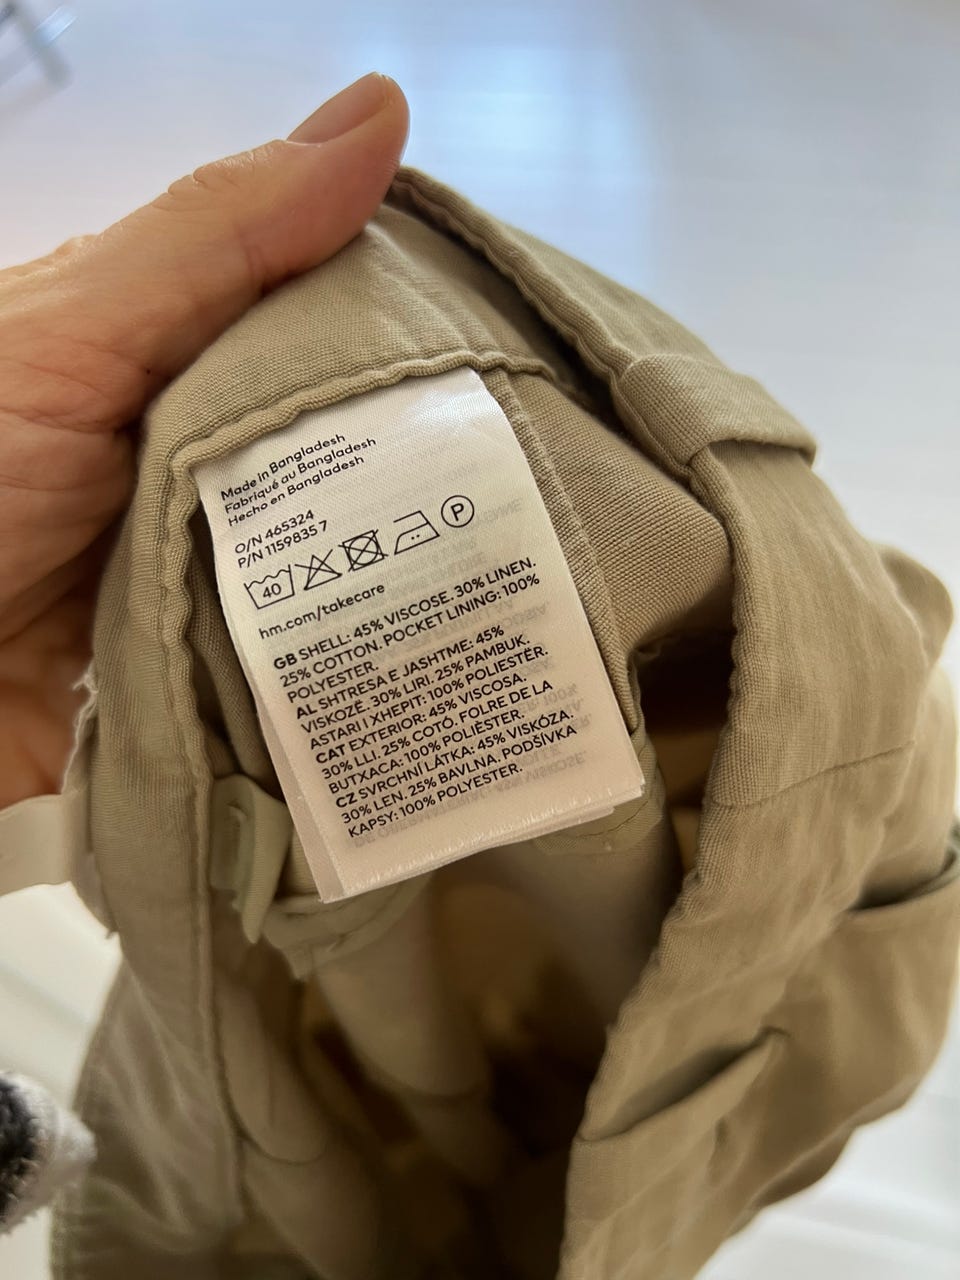 Made in Bangladesh
Fabriqué au Bangladesh
Hecho en Bangladesh
O/N 465324
P/N 1159835 7
40
P
hm.com/takecare
GB SHELL: 45% VISCOSE. 30% LINEN.
25% COTTON. POCKET LINING: 100%
POLYESTER.
AL SHTRESA E JASHTME: 45%
VISKOZË. 30% LIRI. 25% PAMBUK.
ASTARI I XHEPIT: 100% POLIESTËR.
CAT EXTERIOR: 45% VISCOSA.
30% LLI. 25% COTÓ. FOLRE DE LA
BUTXACA: 100% POLIÈSTER.
CZ SVRCHNÍ LÁTKA: 45% VISKÓZA.
30% LEN. 25% BAVLNA. PODŠÍVKA
KAPSY: 100% POLYESTER.